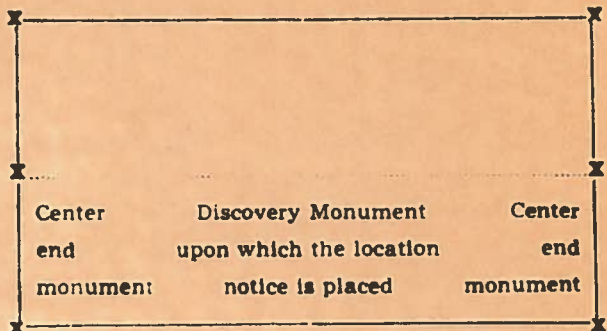 Center Discovery Monument Center
end upon which the location end
monument notice is placed monument